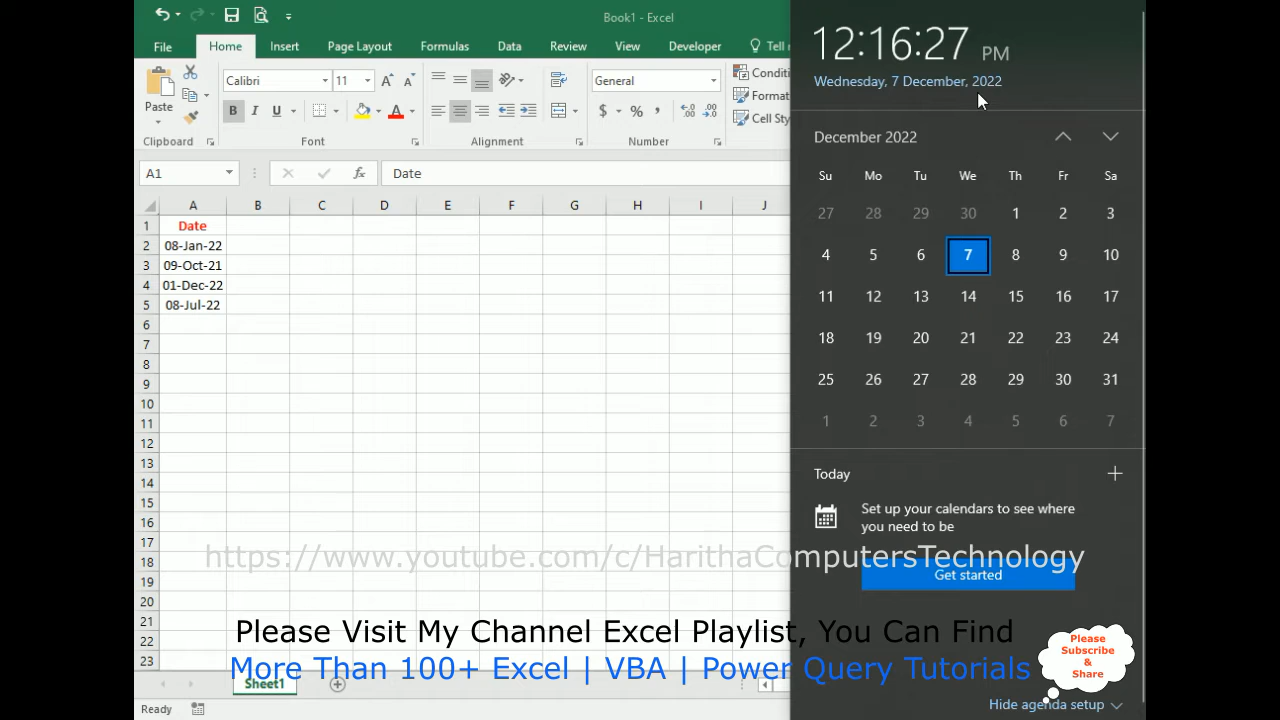 Book1 - Excel
File Home Insert Page Layout Formulas Data Review View Developer Tell
Paste
Calibri 11
B I U
General
$ % ,
Conditi
Format
Cell Sty
Clipboard Font Alignment Number
A1 fx Date
A B C D E F G H I J
1 Date
2 08-Jan-22
3 09-Oct-21
4 01-Dec-22
5 08-Jul-22
6
7
8
9
10
11
12
13
14
15
16
17
18
19
20
21
22
23
Sheet1
Ready
12:16:27 PM
Wednesday, 7 December, 2022
December 2022
Su Mo Tu We Th Fr Sa
27 28 29 30 1 2 3
4 5 6 7 8 9 10
11 12 13 14 15 16 17
18 19 20 21 22 23 24
25 26 27 28 29 30 31
1 2 3 4 5 6 7
Today
Set up your calendars to see where
you need to be
Get started
https://www.youtube.com/c/HarithaComputersTechnology
Please Visit My Channel Excel Playlist, You Can Find
More Than 100+ Excel | VBA | Power Query Tutorials
Please
Subscribe
&
Share
Hide agenda setup